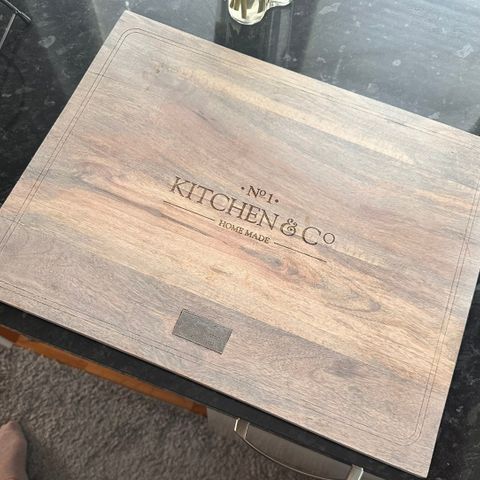 · No1 ·
KITCHEN & Co
HOME MADE